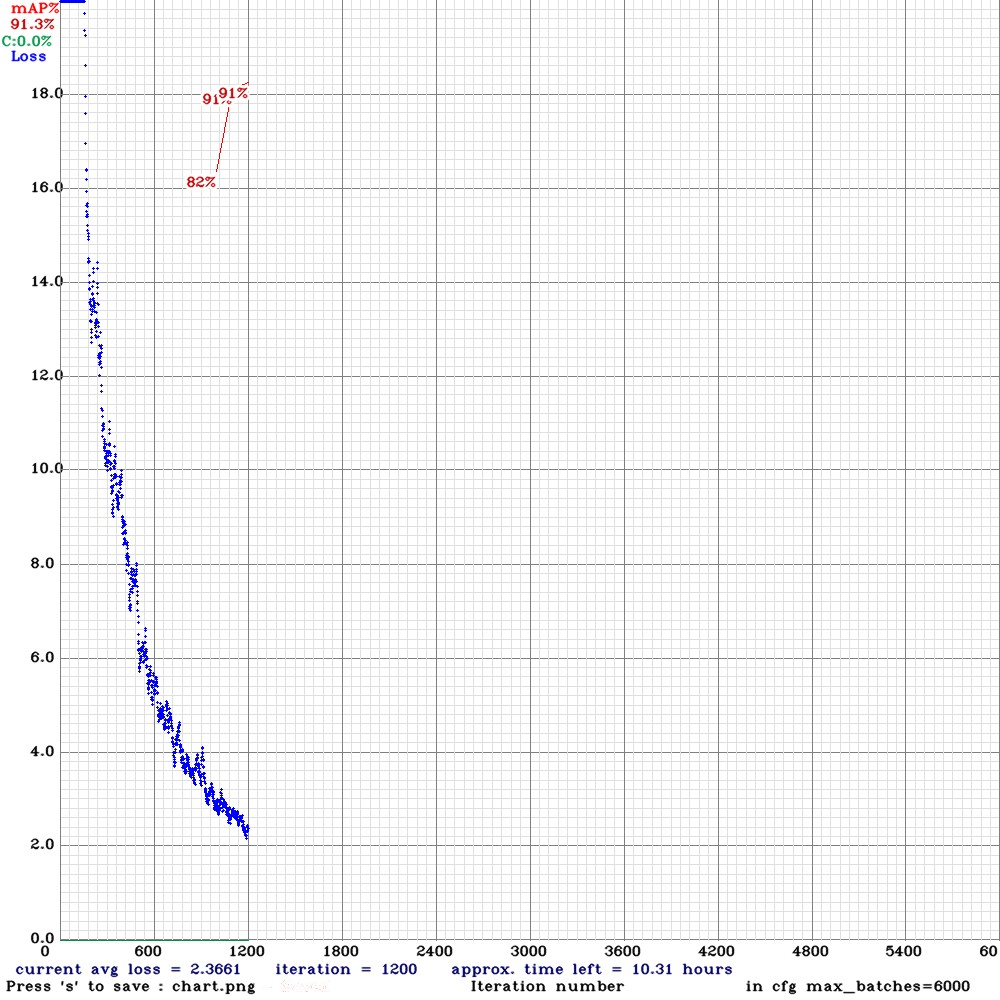 mAP%
91.3%
C:0.0%
Loss
18.0
91%
91%
82%
16.0
14.0
12.0
10.0
8.0
6.0
4.0
2.0
0.0
0 600 1200 1800 2400 3000 3600 4200 4800 5400 60
current avg loss = 2.3661 iteration = 1200 approx. time left = 10.31 hours
Press 's' to save : chart.png Iteration number in cfg max_batches=6000